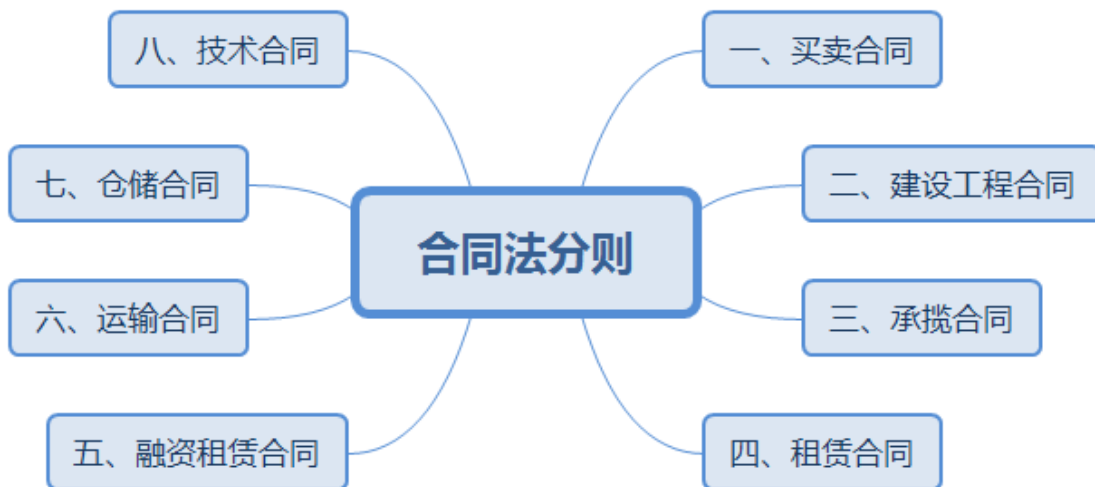 合同法分则
一、买卖合同
二、建设工程合同
三、承揽合同
四、租赁合同
五、融资租赁合同
六、运输合同
七、仓储合同
八、技术合同